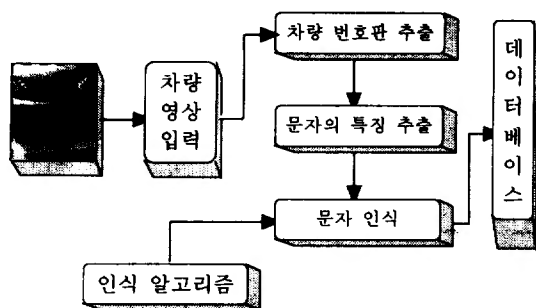 차량
영상
입력
차량 번호판 추출
문자의 특징 추출
문자 인식
인식 알고리즘
데
이
터
베
이
스